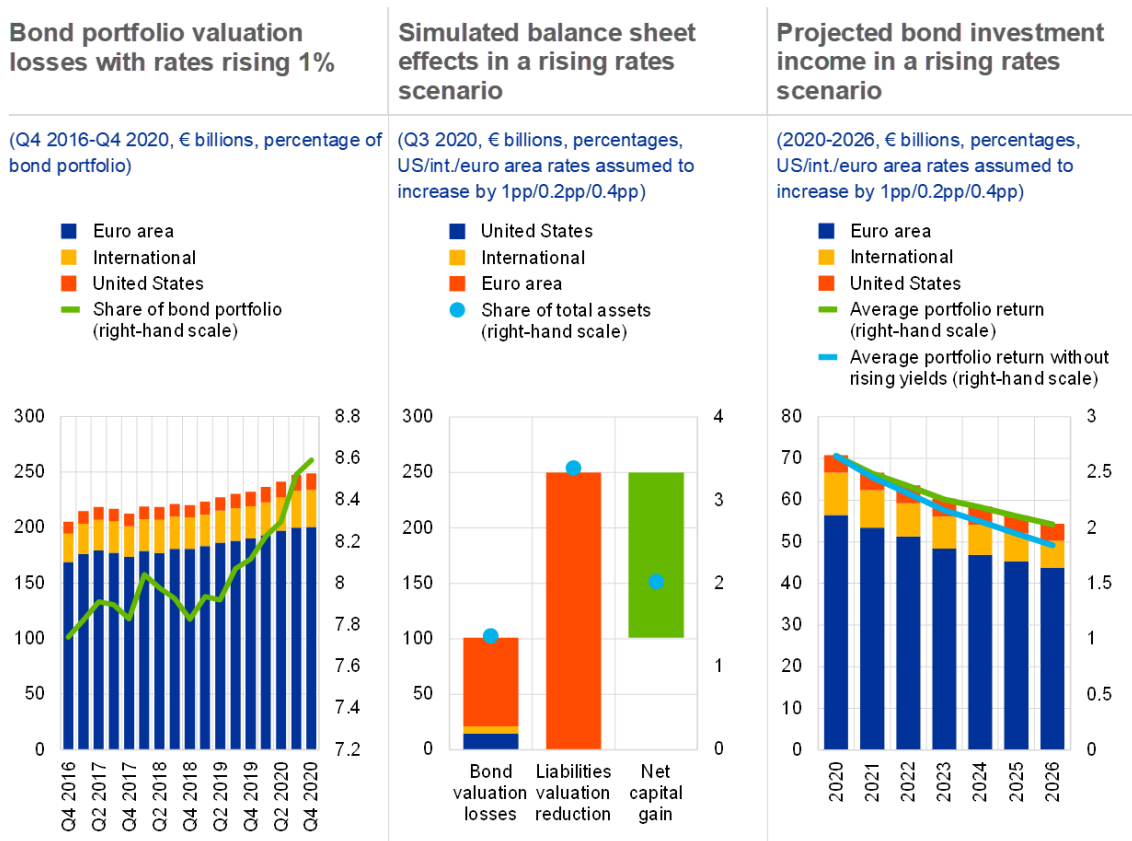 Bond portfolio valuation
losses with rates rising 1%
(Q4 2016-Q4 2020, € billions, percentage of
bond portfolio)
Euro area
International
United States
Share of bond portfolio
(right-hand scale)
300
250
200
150
100
50
0
8.8
8.6
8.4
8.2
8
7.8
7.6
7.4
7.2
Q4 2016
Q2 2017
Q4 2017
Q2 2018
Q4 2018
Q2 2019
Q4 2019
Q2 2020
Q4 2020
Simulated balance sheet
effects in a rising rates
scenario
(Q3 2020, € billions, percentages,
US/int./euro area rates assumed to
increase by 1pp/0.2pp/0.4pp)
United States
International
Euro area
Share of total assets
(right-hand scale)
300
250
200
150
100
50
0
4
3
2
1
0
Bond
valuation
losses
Liabilities
valuation
reduction
Net
capital
gain
Projected bond investment
income in a rising rates
scenario
(2020-2026, € billions, percentages,
US/int./euro area rates assumed to
increase by 1pp/0.2pp/0.4pp)
Euro area
International
United States
Average portfolio return
(right-hand scale)
Average portfolio return without
rising yields (right-hand scale)
80
70
60
50
40
30
20
10
0
3
2.5
2
1.5
1
0.5
0
2020
2021
2022
2023
2024
2025
2026